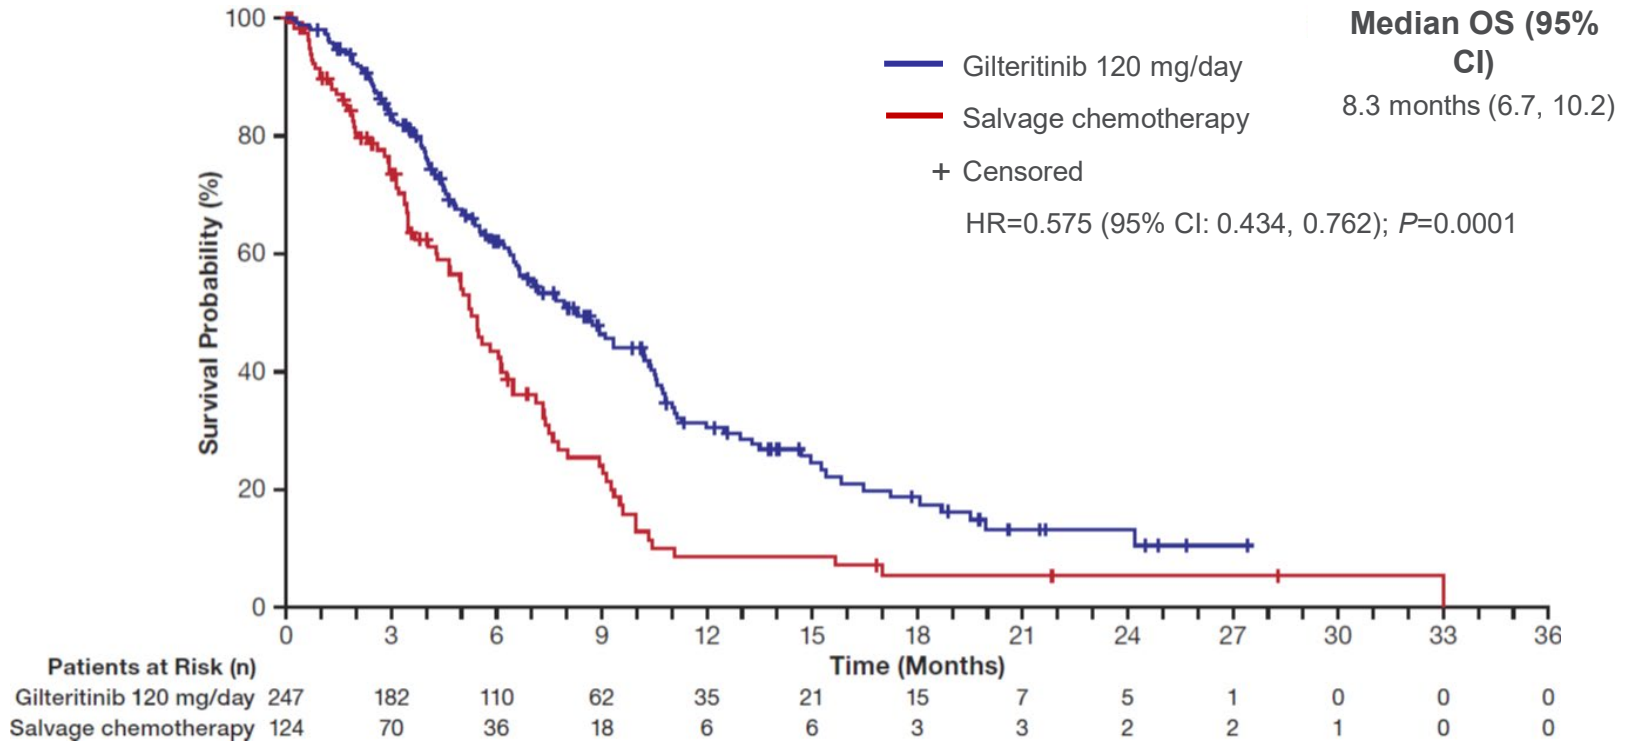 Median OS (95%
CI)
Gilteritinib 120 mg/day
8.3 months (6.7, 10.2)
Salvage chemotherapy
+ Censored
HR=0.575 (95% CI: 0.434, 0.762); P=0.0001
Survival Probability (%)
100
80
60
40
20
0
0 3 6 9 12 15 18 21 24 27 30 33 36
Time (Months)
Patients at Risk (n)
Gilteritinib 120 mg/day 247 182 110 62 35 21 15 7 5 1 0 0 0
Salvage chemotherapy 124 70 36 18 6 6 3 3 2 2 1 0 0